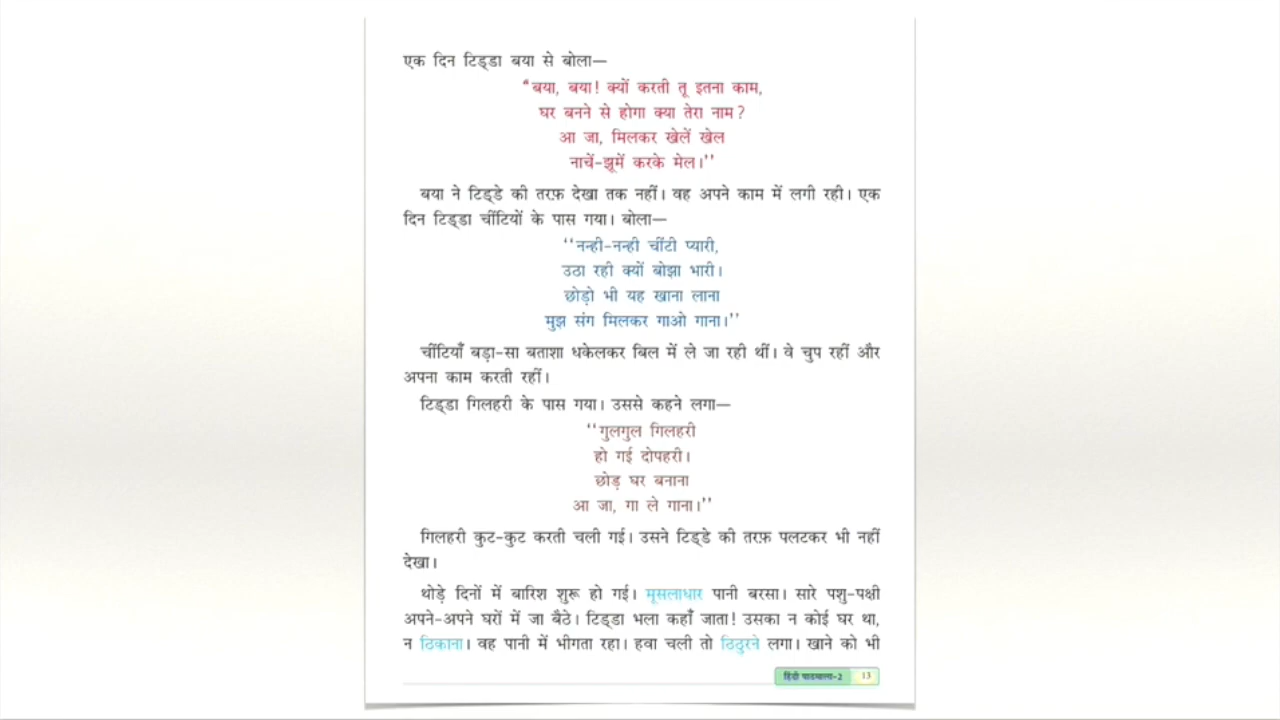 एक दिन टिड्डा बया से बोला—
“बया, बया! क्यों करती तू इतना काम,
घर बनने से होगा क्या तेरा नाम?
आ जा, मिलकर खेलें खेल
नाचें-झूमें करके मेल।’’
बया ने टिड्डे की तरफ़ देखा तक नहीं। वह अपने काम में लगी रही। एक
दिन टिड्डा चींटियों के पास गया। बोला—
‘‘नन्ही-नन्ही चींटी प्यारी,
उठा रही क्यों बोझा भारी।
छोड़ो भी यह खाना लाना
मुझ संग मिलकर गाओ गाना।’’
चींटियाँ बड़ा-सा बताशा धकेलकर बिल में ले जा रही थीं। वे चुप रहीं और
अपना काम करती रहीं।
टिड्डा गिलहरी के पास गया। उससे कहने लगा—
‘‘गुलगुल गिलहरी
हो गई दोपहरी।
छोड़ घर बनाना
आ जा, गा ले गाना।’’
गिलहरी कुट-कुट करती चली गई। उसने टिड्डे की तरफ़ पलटकर भी नहीं
देखा।
थोड़े दिनों में बारिश शुरू हो गई। मूसलाधार पानी बरसा। सारे पशु-पक्षी
अपने-अपने घरों में जा बैठे। टिड्डा भला कहाँ जाता! उसका न कोई घर था,
न ठिकाना। वह पानी में भीगता रहा। हवा चली तो ठिठुरने लगा। खाने को भी
हिंदी पाठमाला-2 13